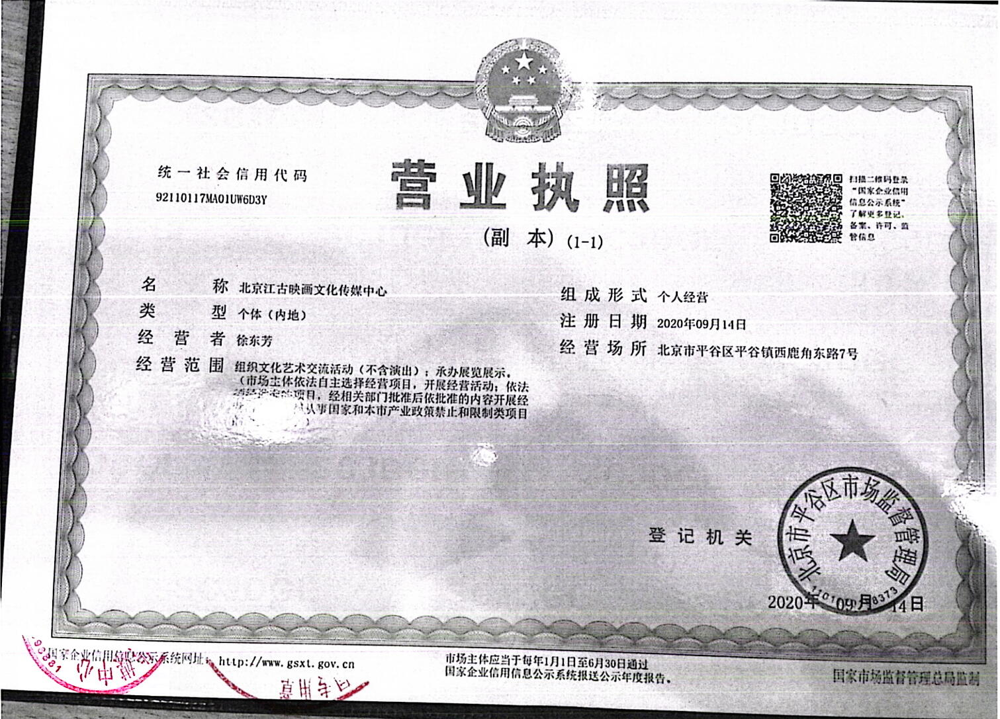 统一社会信用代码
92110117MA01UW6D3Y
营业执照
(副 本) (1-1)
扫描二维码登录
“国家企业信用
信息公示系统”
了解更多登记、
备案、许可、监
管信息
名 称 北京江古映画文化传媒中心
类 型 个体（内地）
经 营 者 徐东芳
经 营 范 围 组织文化艺术交流活动（不含演出）；承办展览展示。
（市场主体依法自主选择经营项目，开展经营活动；依法
项目，经相关部门批准后依批准的内容开展经
从事国家和本市产业政策禁止和限制类项目
）
组 成 形 式 个人经营
注 册 日 期 2020年09月14日
经 营 场 所 北京市平谷区平谷镇西鹿角东路7号
登 记 机 关
北京市平谷区市场监督管理局
2020年 09月 14日
国家企业信用信息公示系统网址：http://www.gsxt.gov.cn
市场主体应当于每年1月1日至6月30日通过
国家企业信用信息公示系统报送公示年度报告。
国家市场监督管理总局监制
中心
专用章